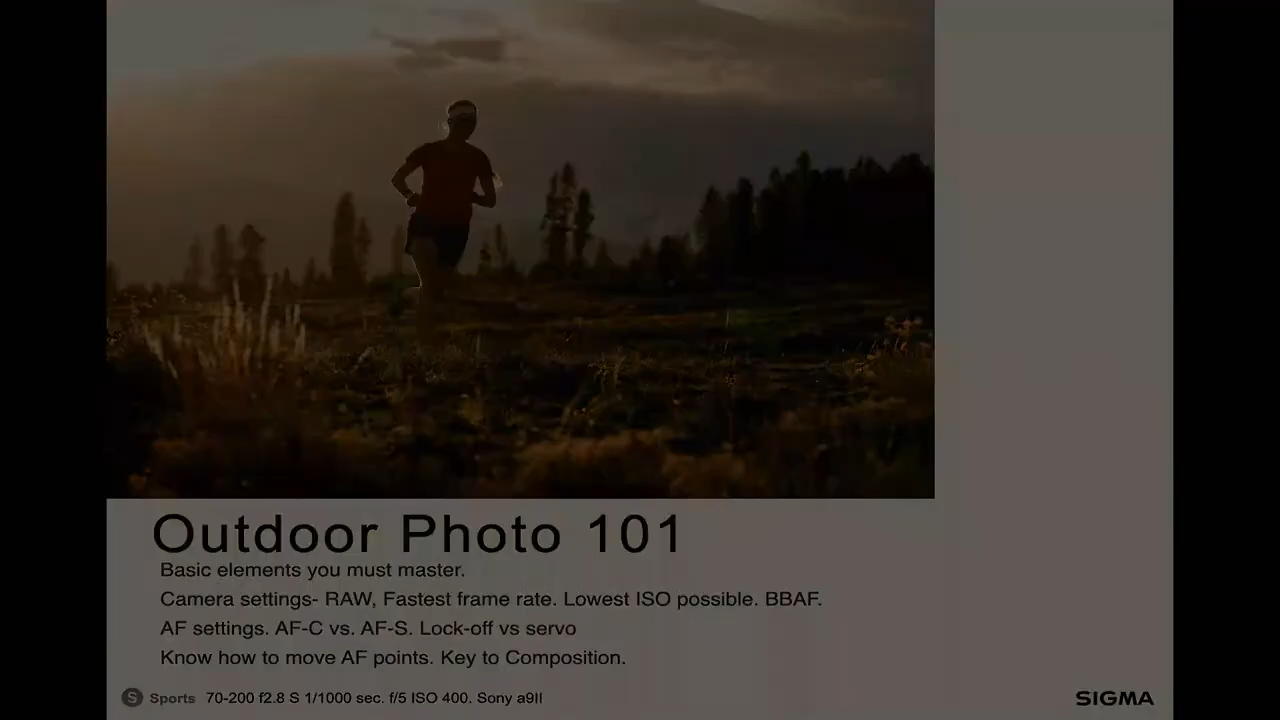 Outdoor Photo 101
Basic elements you must master.
Camera settings- RAW, Fastest frame rate. Lowest ISO possible. BBAF.
AF settings. AF-C vs. AF-S. Lock-off vs servo
Know how to move AF points. Key to Composition.
S Sports 70-200 f2.8 S 1/1000 sec. f/5 ISO 400. Sony a9II
SIGMA